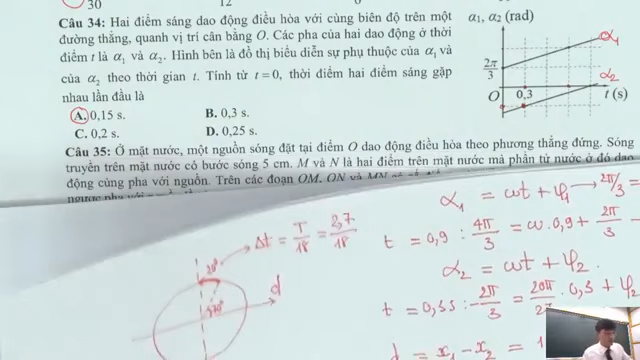 30
12
0
Câu 34: Hai điểm sáng dao động điều hòa với cùng biên độ trên một
đường thẳng, quanh vị trí cân bằng O. Các pha của hai dao động ở thời
điểm t là α₁ và α₂. Hình bên là đồ thị biểu diễn sự phụ thuộc của α₁ và
của α₂ theo thời gian t. Tính từ t = 0, thời điểm hai điểm sáng gặp
nhau lần đầu là
A. 0,15 s. B. 0,3 s.
C. 0,2 s. D. 0,25 s.
α₁, α₂ (rad)
α₁
2π/3
α₂
O 0,3 t (s)
Câu 35: Ở mặt nước, một nguồn sóng đặt tại điểm O dao động điều hòa theo phương thẳng đứng. Sóng
truyền trên mặt nước có bước sóng 5 cm. M và N là hai điểm trên mặt nước mà phần tử nước ở đó dao
động cùng pha với nguồn. Trên các đoạn OM, ON và MN
α₁ = ωt + φ₁ → 2π/3
t = 0,9 : 4π/3 = ω.0,9 + 2π/3
α₂ = ωt + φ₂.
Δt = T/18 = 2,7/18
d